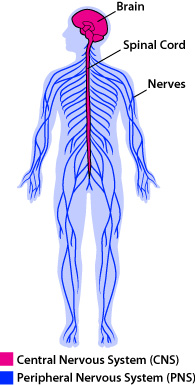 Brain
Spinal Cord
Nerves
Central Nervous System (CNS)
Peripheral Nervous System (PNS)